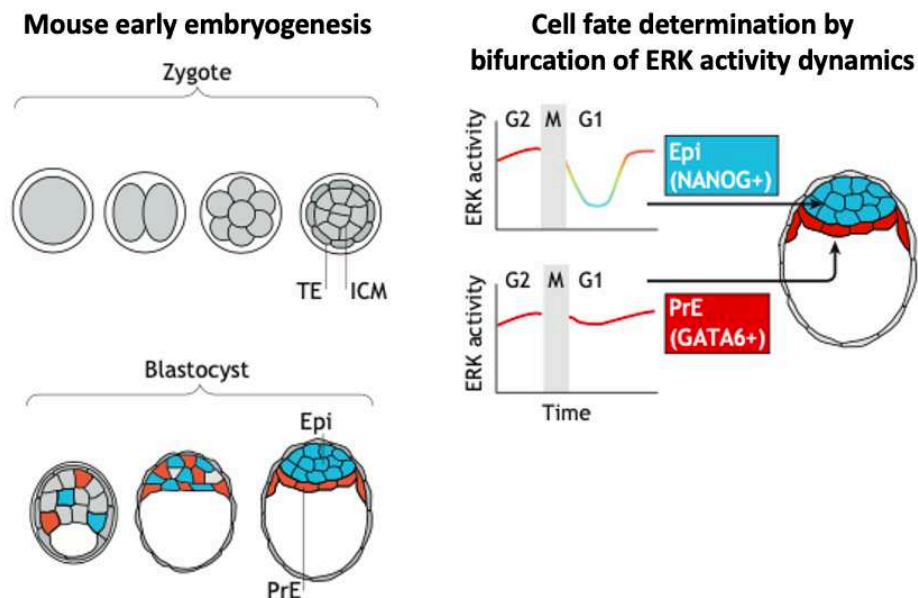 Mouse early embryogenesis
Zygote
TE
ICM
Blastocyst
Epi
PrE
Cell fate determination by
bifurcation of ERK activity dynamics
ERK activity
G2
M
G1
Epi
(NANOG+)
ERK activity
G2
M
G1
PrE
(GATA6+)
Time